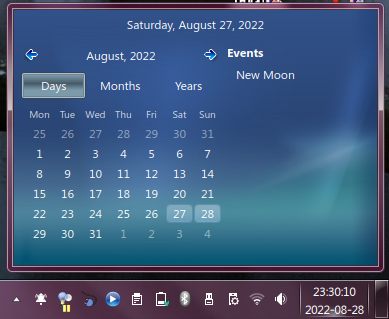 Saturday, August 27, 2022
August, 2022
Events
Days Months Years
New Moon
Mon Tue Wed Thu Fri Sat Sun
25 26 27 28 29 30 31
1 2 3 4 5 6 7
8 9 10 11 12 13 14
15 16 17 18 19 20 21
22 23 24 25 26 27 28
29 30 31 1 2 3 4
23:30:10
2022-08-28